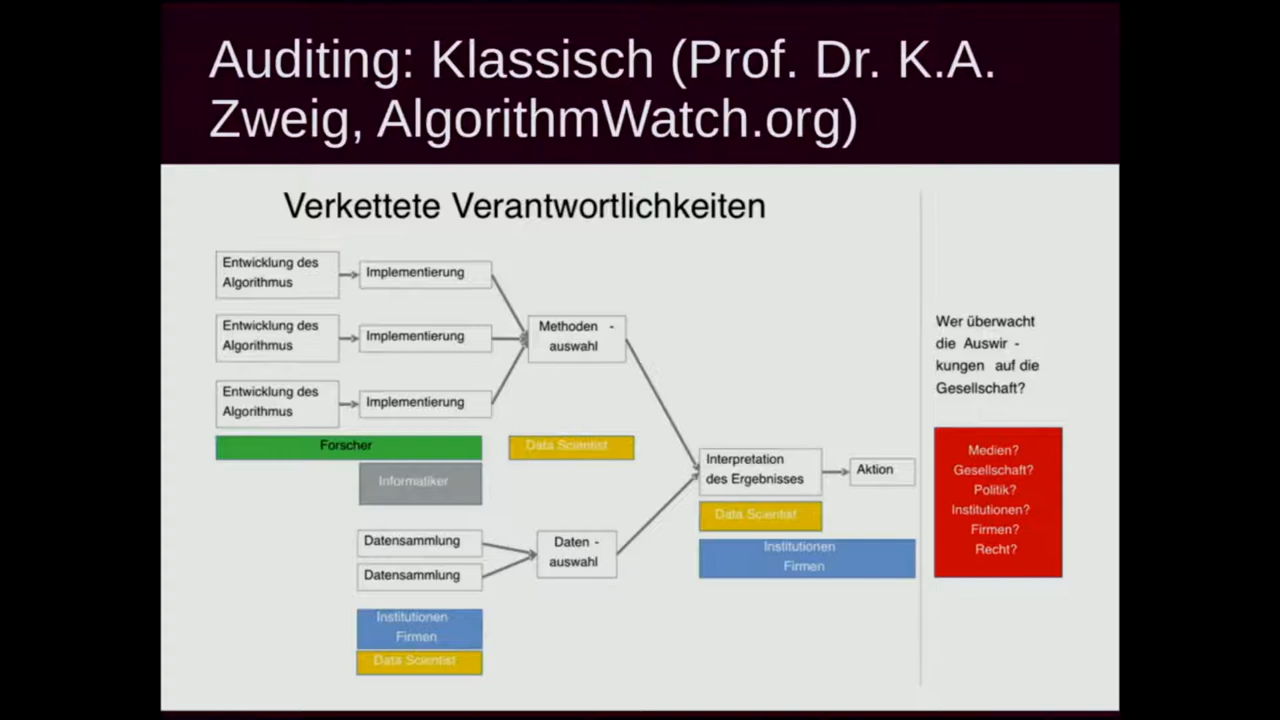 Auditing: Klassisch (Prof. Dr. K.A.
Zweig, AlgorithmWatch.org)
Verkettete Verantwortlichkeiten
Entwicklung des
Algorithmus
Implementierung
Entwicklung des
Algorithmus
Implementierung
Entwicklung des
Algorithmus
Implementierung
Methoden -
auswahl
Forscher
Data Scientist
Informatiker
Datensammlung
Datensammlung
Daten -
auswahl
Institutionen
Firmen
Data Scientist
Interpretation
des Ergebnisses
Aktion
Data Scientist
Institutionen
Firmen
Wer überwacht
die Auswir -
kungen auf die
Gesellschaft?
Medien?
Gesellschaft?
Politik?
Institutionen?
Firmen?
Recht?